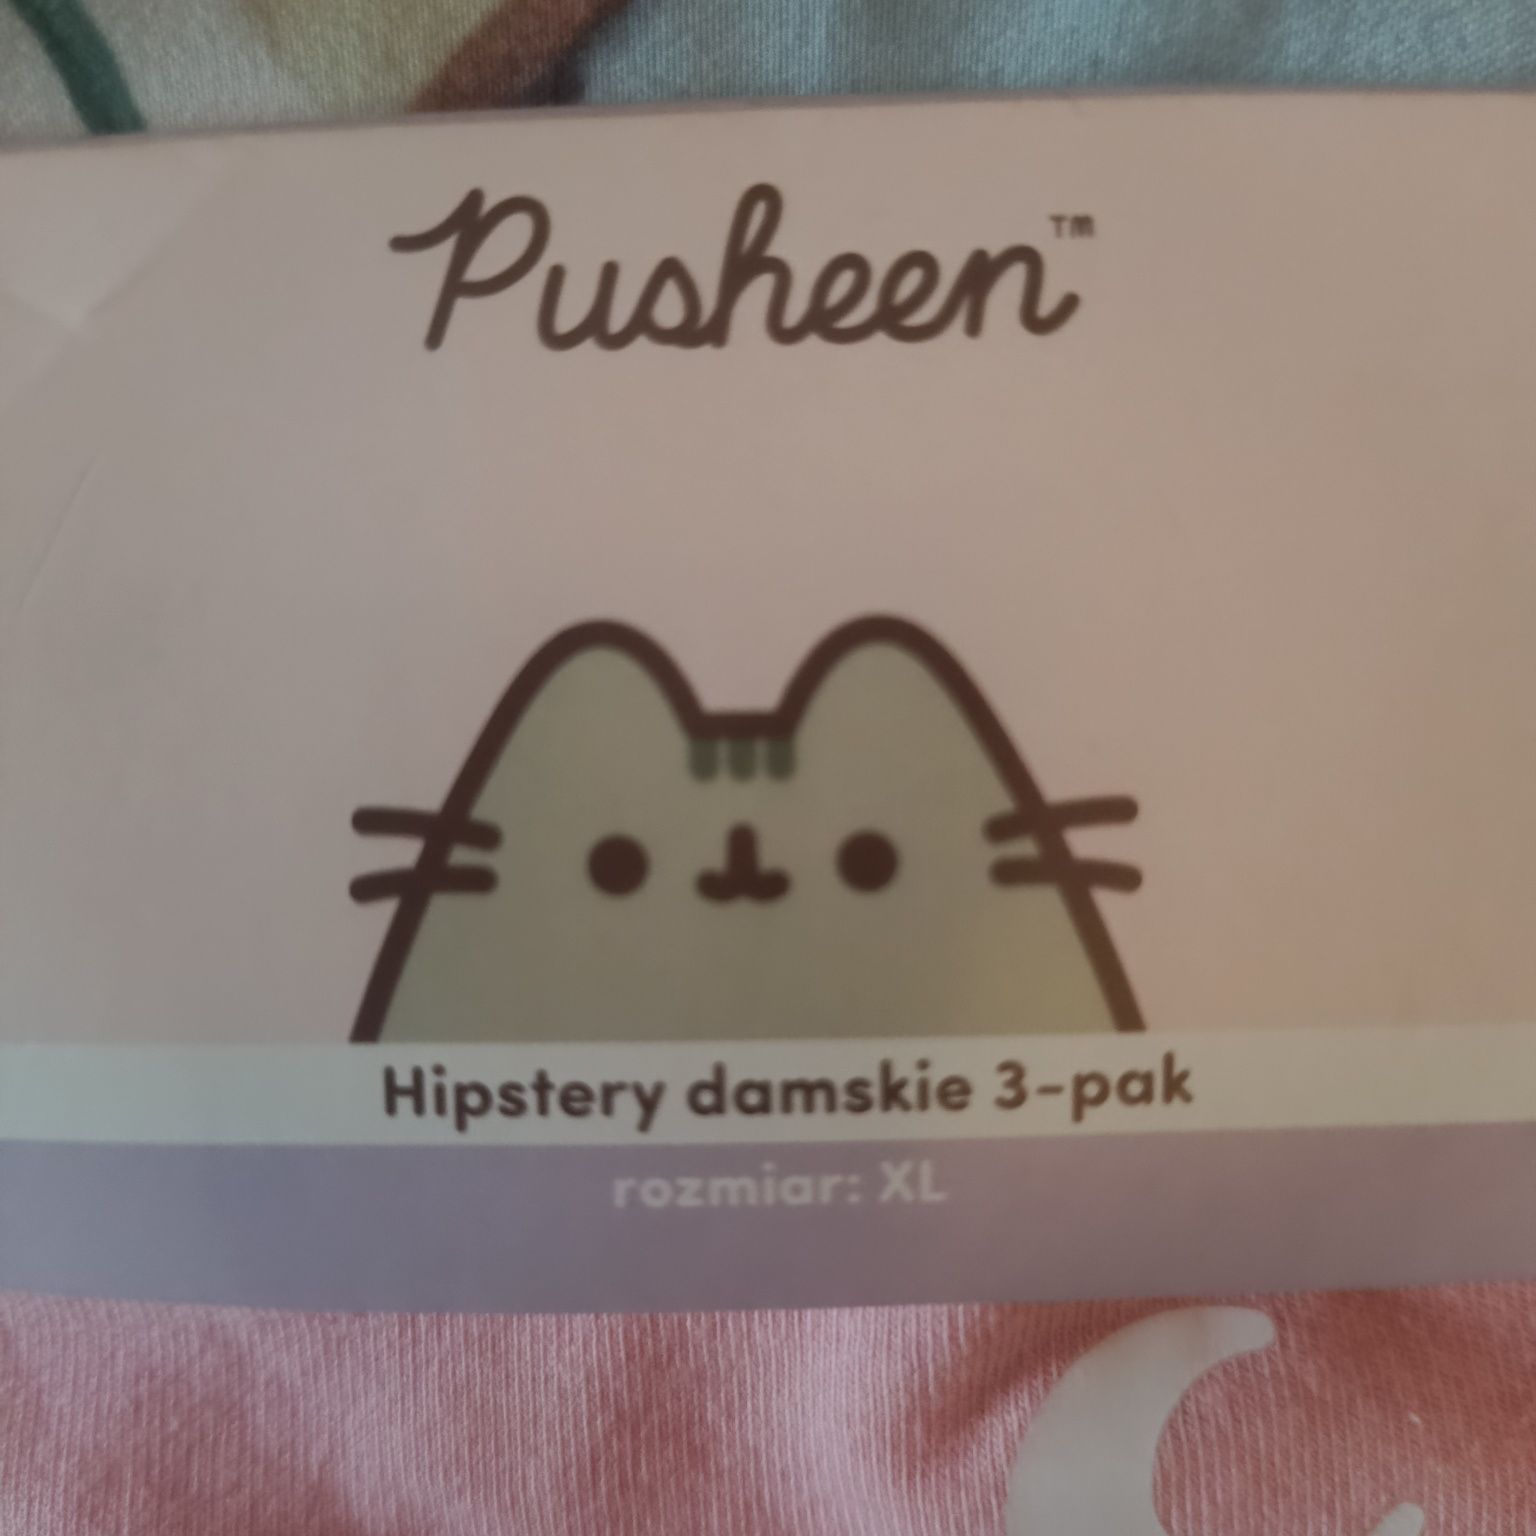 Pusheen™
Hipstery damskie 3-pak
rozmiar: XL